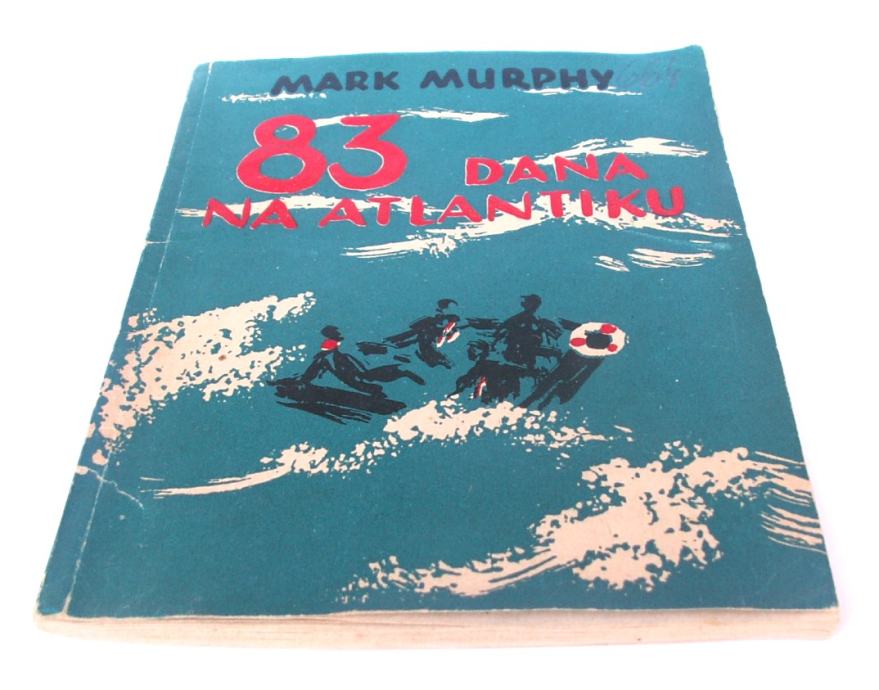 MARK MURPHY
83 DANA
NA ATLANTIKU